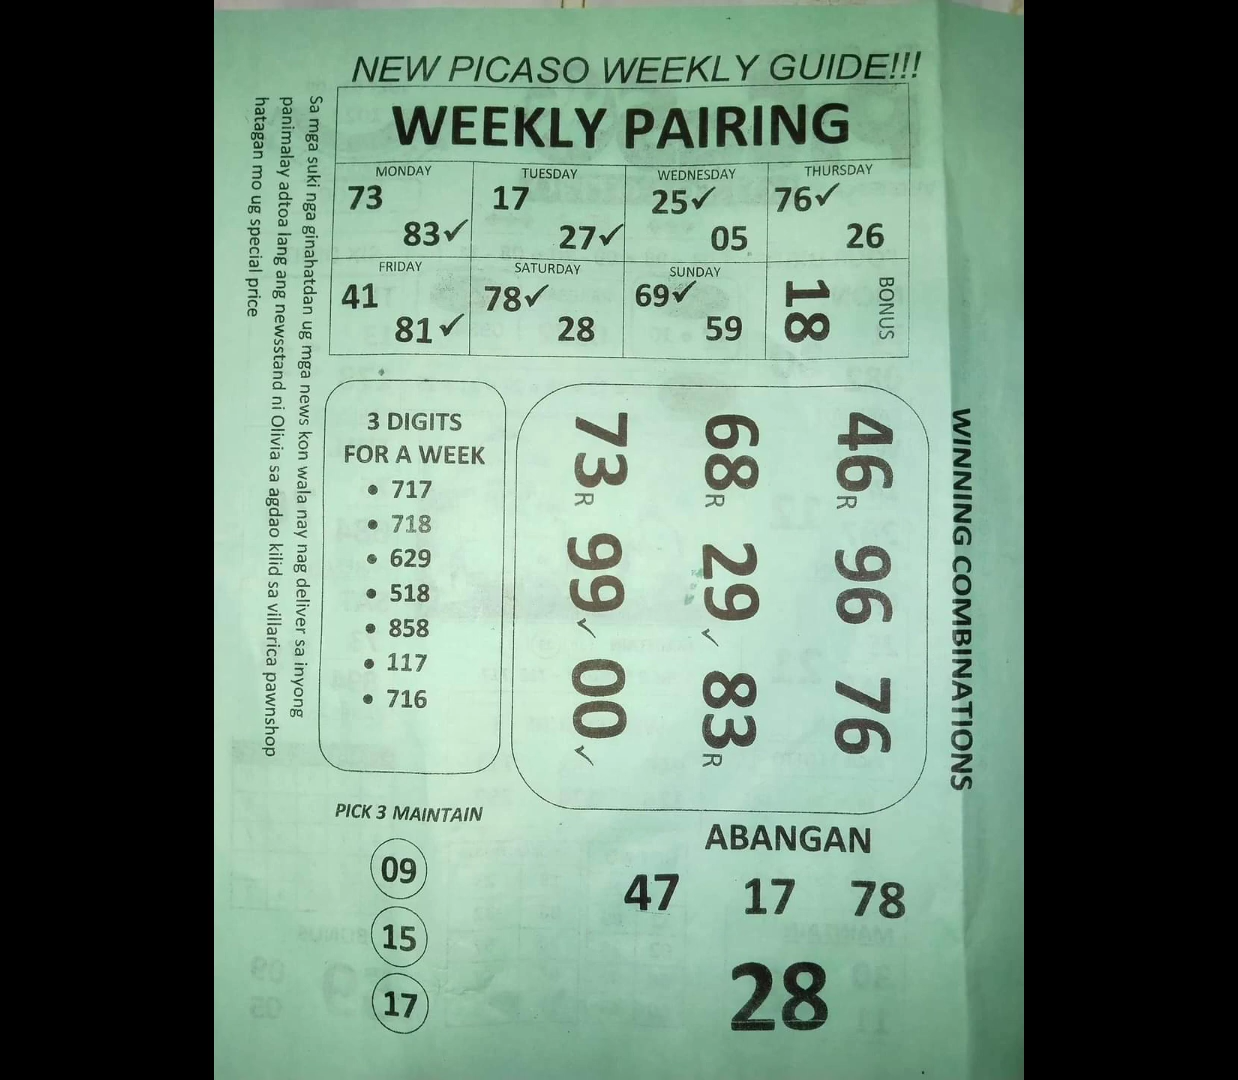 NEW PICASO WEEKLY GUIDE!!!
WEEKLY PAIRING
MONDAY
73
83✓
TUESDAY
17
27✓
WEDNESDAY
25✓
05
THURSDAY
76✓
26
FRIDAY
41
81✓
SATURDAY
78✓
28
SUNDAY
69✓
59
BONUS
18
Sa mga suki nga ginahatdan ug mga news kon wala nay nag deliver sa inyong
panimalay adtoa lang ang newsstand ni Olivia sa agdao kilid sa villarica pawnshop
hatagan mo ug special price
3 DIGITS
FOR A WEEK
• 717
• 718
• 629
• 518
• 858
• 117
• 716
WINNING COMBINATIONS
46R 96 76
68R 29✓ 83R
73R 99✓ 00✓
PICK 3 MAINTAIN
09
15
17
ABANGAN
47 17 78
28